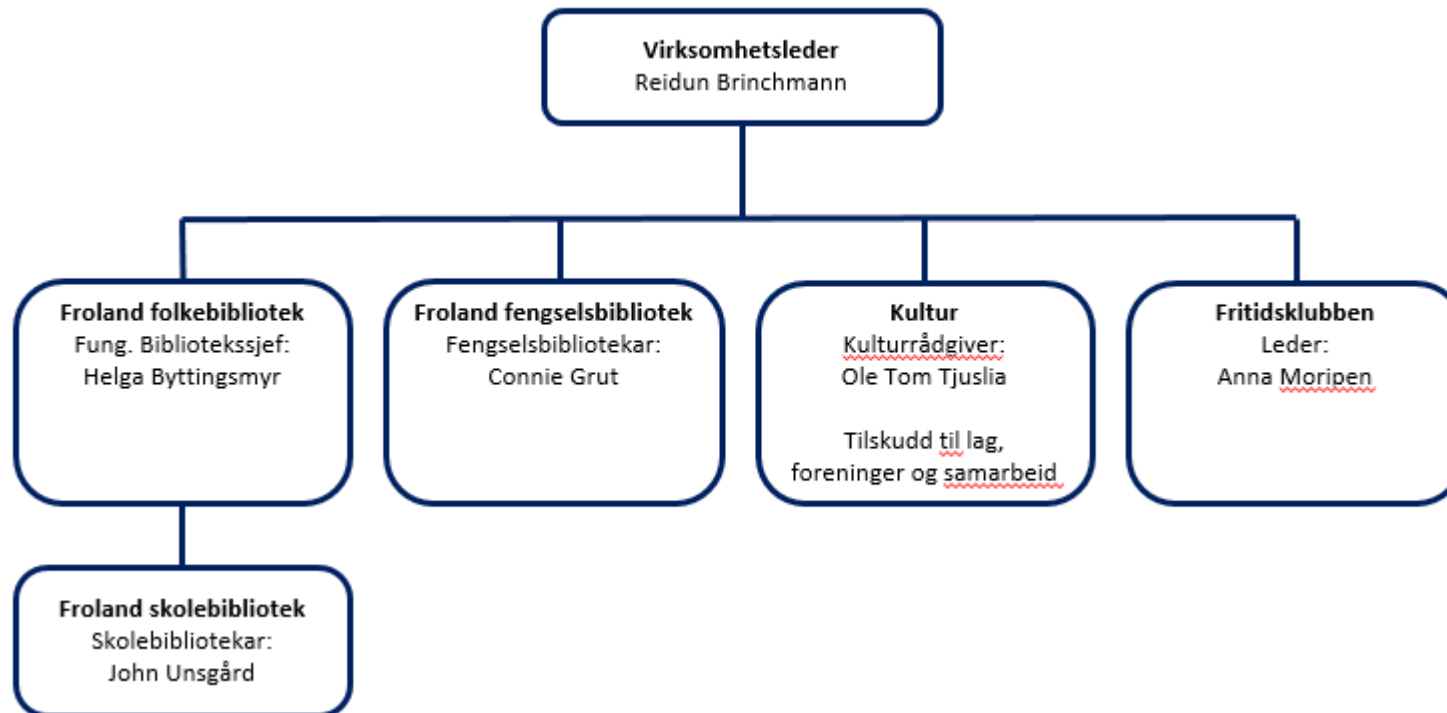 Virksomhetsleder
Reidun Brinchmann
Froland folkebibliotek
Fung. Bibliotekssjef:
Helga Byttingsmyr
Froland fengselsbibliotek
Fengselsbibliotekar:
Connie Grut
Kultur
Kulturrådgiver:
Ole Tom Tjuslia
Tilskudd til lag,
foreninger og samarbeid
Fritidsklubben
Leder:
Anna Moripen
Froland skolebibliotek
Skolebibliotekar:
John Unsgård